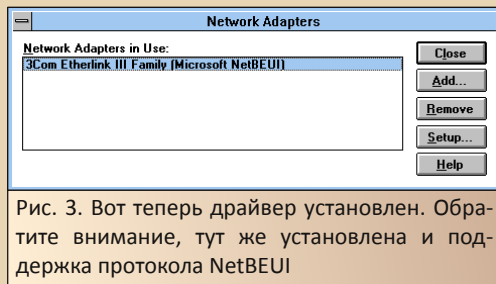 Network Adapters
Network Adapters in Use:
3Com Etherlink III Family (Microsoft NetBEUI)
Close
Add...
Remove
Setup...
Help
Рис. 3. Вот теперь драйвер установлен. Обра-
тите внимание, тут же установлена и под-
держка протокола NetBEUI